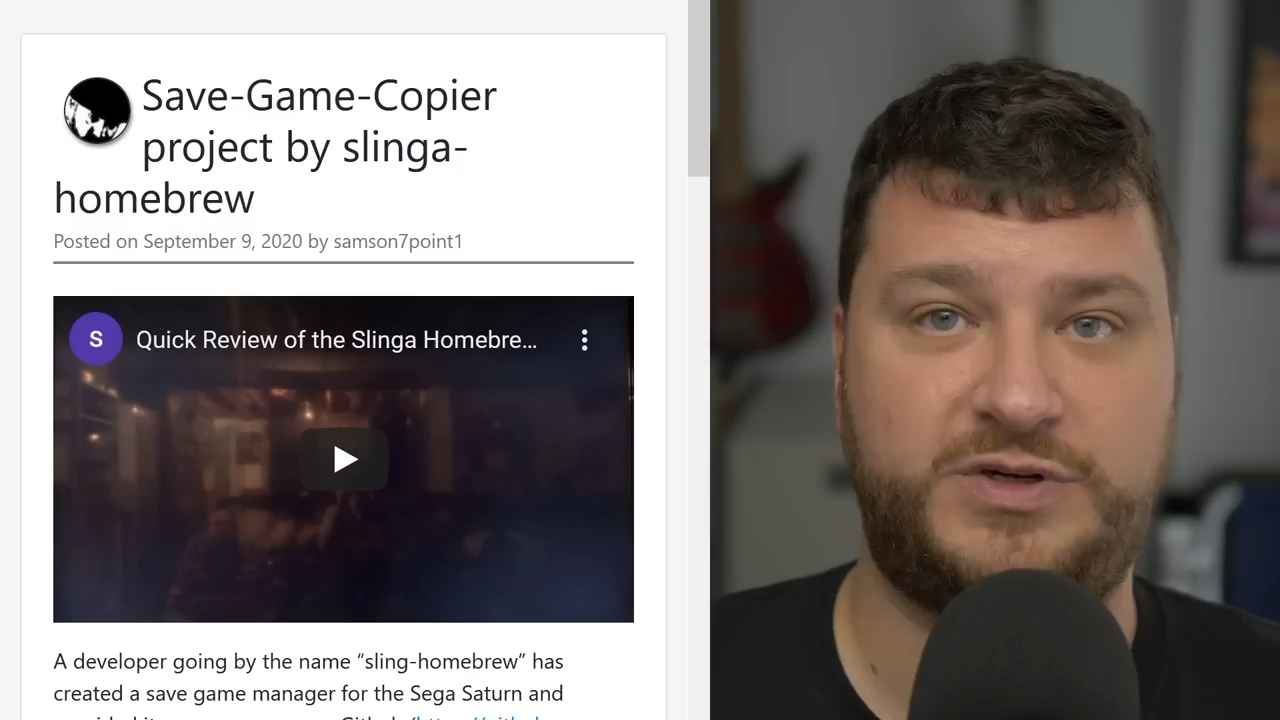 Save-Game-Copier
project by slinga-
homebrew
Posted on September 9, 2020 by samson7point1
S
Quick Review of the Slinga Homebre...
A developer going by the name “sling-homebrew” has
created a save game manager for the Sega Saturn and